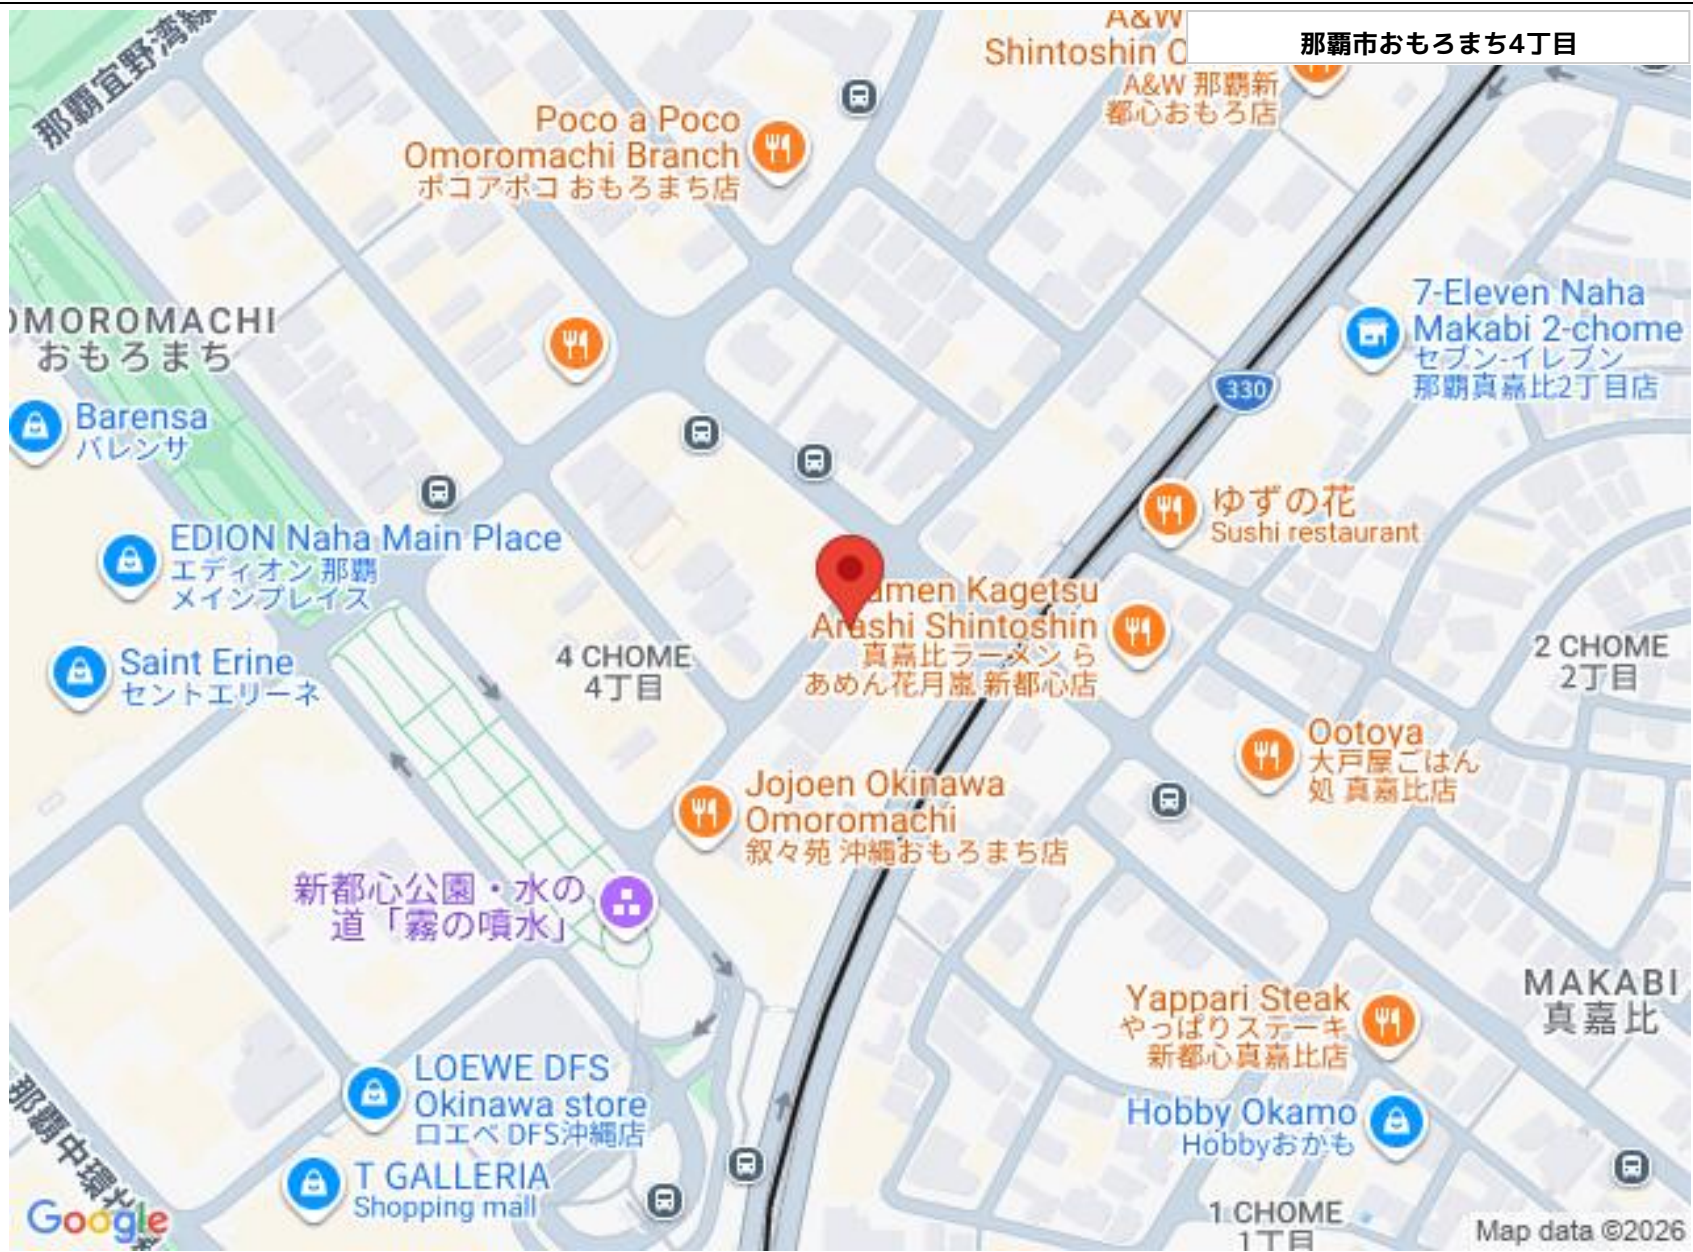 那覇市おもろまち4丁目
A&W
Shintoshin O
A&W 那覇新
都心おもろ店
那覇宜野湾線
Poco a Poco
Omoromachi Branch
ポコアポコ おもろまち店
7-Eleven Naha
Makabi 2-chome
セブン-イレブン
那覇真嘉比2丁目店
OMOROMACHI
おもろまち
330
Barensa
バレンサ
ゆずの花
Sushi restaurant
EDION Naha Main Place
エディオン 那覇
メインプレイス
amen Kagetsu
Arashi Shintoshin
真嘉比ラーメン ら
あめん花月嵐 新都心店
4 CHOME
4丁目
2 CHOME
2丁目
Saint Erine
セントエリーネ
Ootoya
大戸屋ごはん
処 真嘉比店
Jojoen Okinawa
Omoromachi
叙々苑 沖縄おもろまち店
新都心公園・水の
道「霧の噴水」
MAKABI
真嘉比
Yappari Steak
やっぱりステーキ
新都心真嘉比店
LOEWE DFS
Okinawa store
ロエベ DFS沖縄店
Hobby Okamo
Hobbyおかも
那覇中環状
T GALLERIA
Shopping mall
1 CHOME
1丁目
Google
Map data ©2026